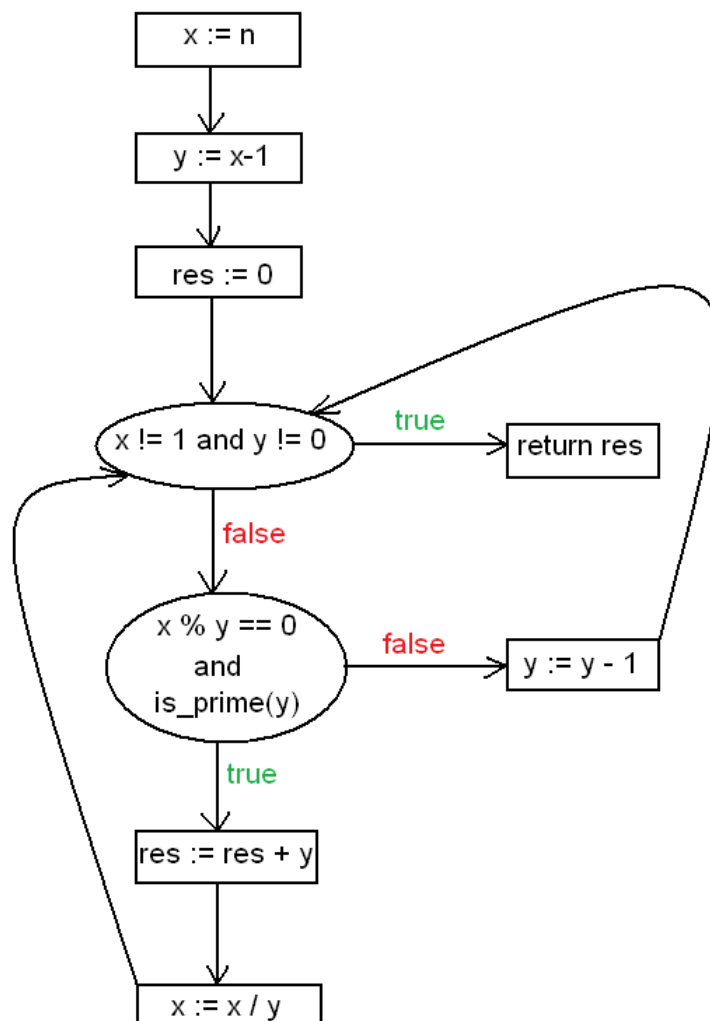 x := n
y := x-1
res := 0
x != 1 and y != 0
true
return res
false
x % y == 0
and
is_prime(y)
false
y := y - 1
true
res := res + y
x := x / y